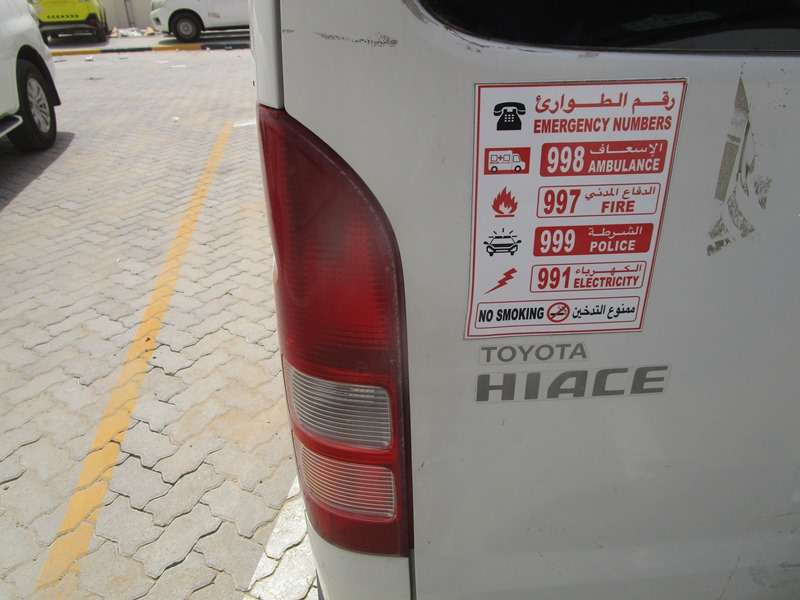 رقم الطوارئ
EMERGENCY NUMBERS
998 الإسعاف AMBULANCE
997 الدفاع المدني FIRE
999 الشرطة POLICE
991 الكهرباء ELECTRICITY
NO SMOKING ممنوع التدخين
TOYOTA
HIACE